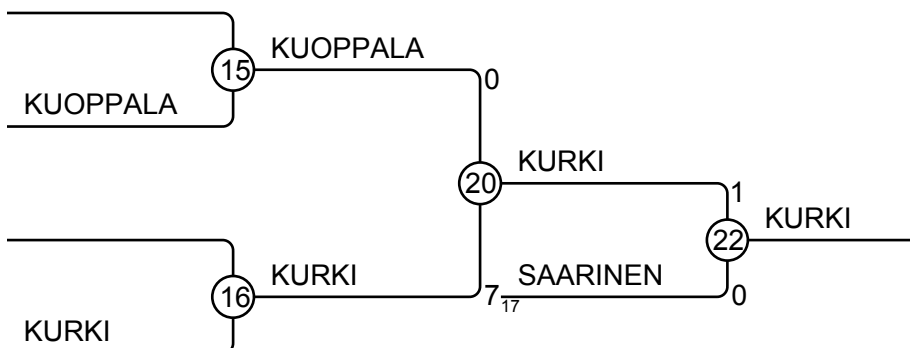 KUOPPALA
15
0
KUOPPALA
KURKI
20
1
KURKI
22
KURKI
SAARINEN
16
7
17
0
KURKI